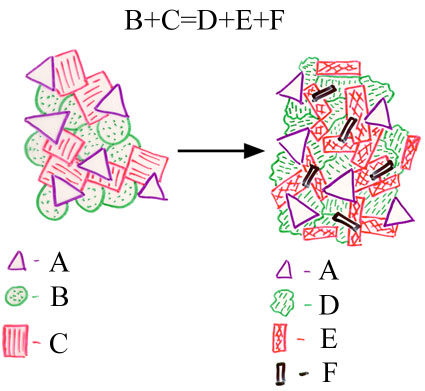 B+C=D+E+F
- A
- B
- C
- A
- D
- E
- F